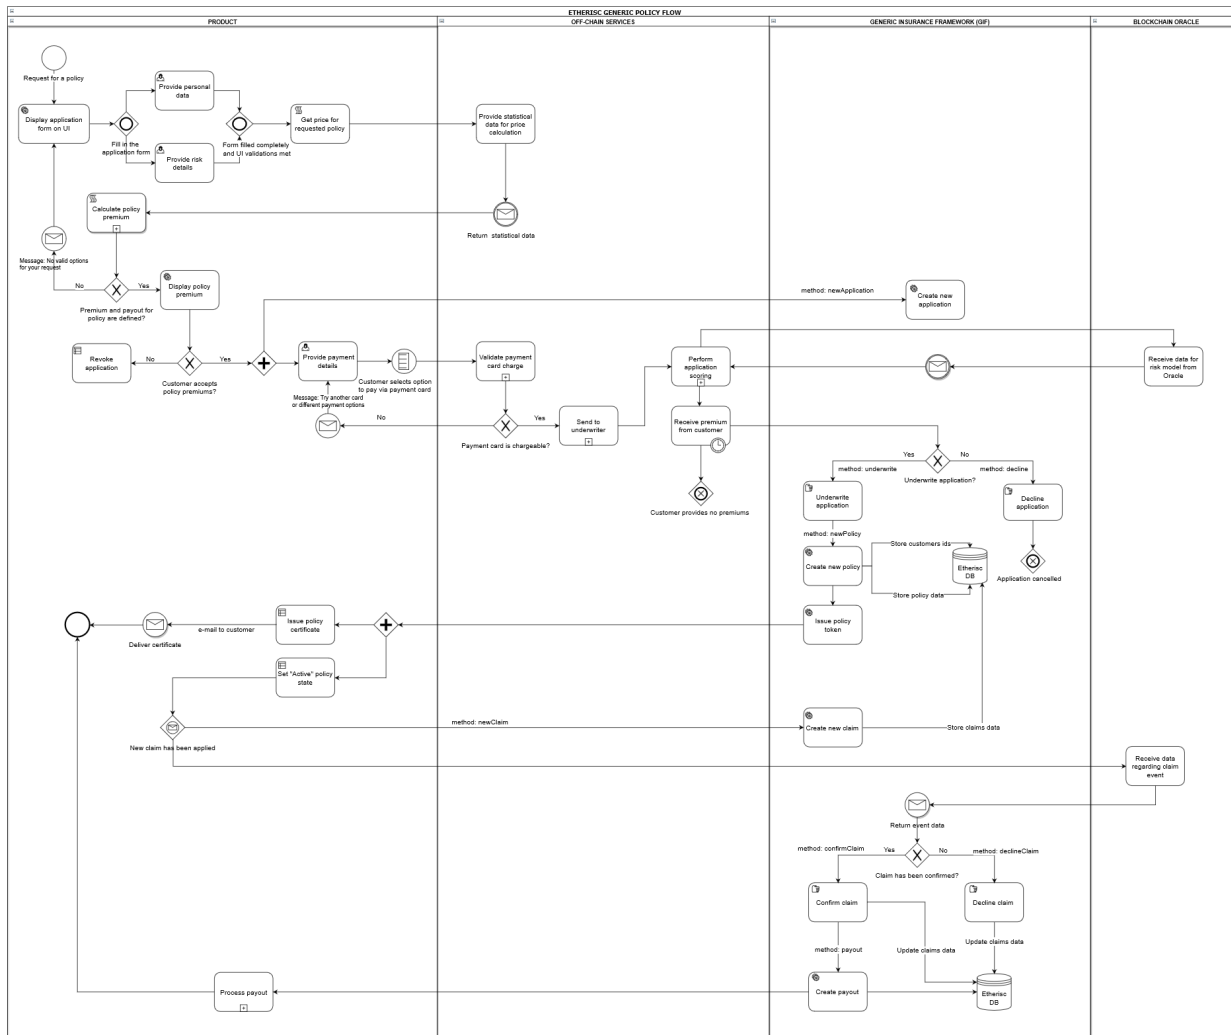 ETHERISC GENERIC POLICY FLOW
PRODUCT
OFF-CHAIN SERVICES
GENERIC INSURANCE FRAMEWORK (GIF)
BLOCKCHAIN ORACLE
Request for a policy
Display application
form on UI
Fill in the
application form
Provide personal
data
Provide risk
details
Form filled completely
and UI validations met
Get price for
requested policy
Provide statistical
data for price
calculation
Return statistical data
Calculate policy
premium
Message: No valid options
for your request
No
Yes
Premium and payout for
policy are defined?
Display policy
premium
method: newApplication
Create new
application
Revoke
application
No
Yes
Customer accepts
policy premiums?
Provide payment
details
Customer selects option
to pay via payment card
Message: Try another card
or different payment options
Validate payment
card charge
No
Yes
Payment card is chargeable?
Send to
underwriter
Perform
application
scoring
Receive data for
risk model from
Oracle
Receive premium
from customer
Customer provides no premiums
Yes
No
method: underwrite
method: decline
Underwrite application?
Underwrite
application
Decline
application
method: newPolicy
Create new policy
Store customers ids
Store policy data
Etherisc
DB
Application cancelled
Issue policy
token
Issue policy
certificate
e-mail to customer
Deliver certificate
Set "Active" policy
state
New claim has been applied
method: newClaim
Create new claim
Store claims data
Receive data
regarding claim
event
Return event data
method: confirmClaim
Yes
No
method: declineClaim
Claim has been confirmed?
Confirm claim
Decline claim
method: payout
Update claims data
Update claims data
Create payout
Etherisc
DB
Process payout